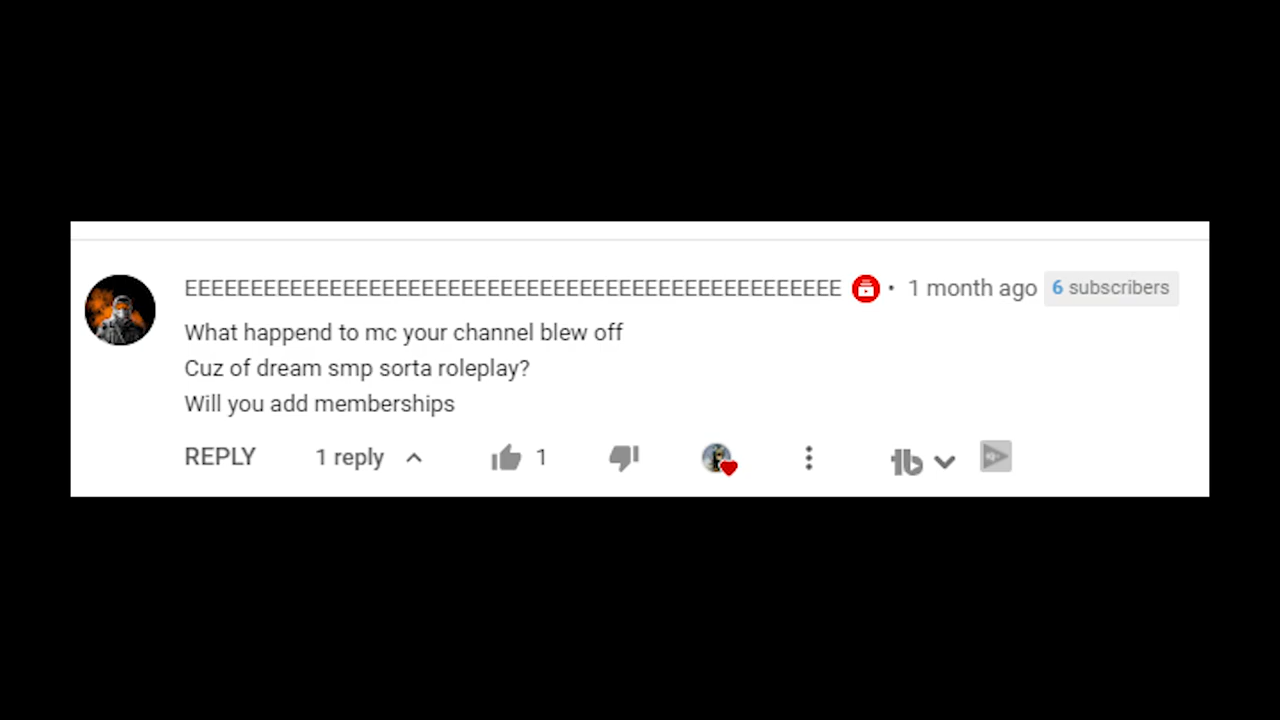 EEEEEEEEEEEEEEEEEEEEEEEEEEEEEEEEEEEEEEEEEEEEEEEEEE • 1 month ago 6 subscribers
What happend to mc your channel blew off
Cuz of dream smp sorta roleplay?
Will you add memberships
REPLY 1 reply 1 tb